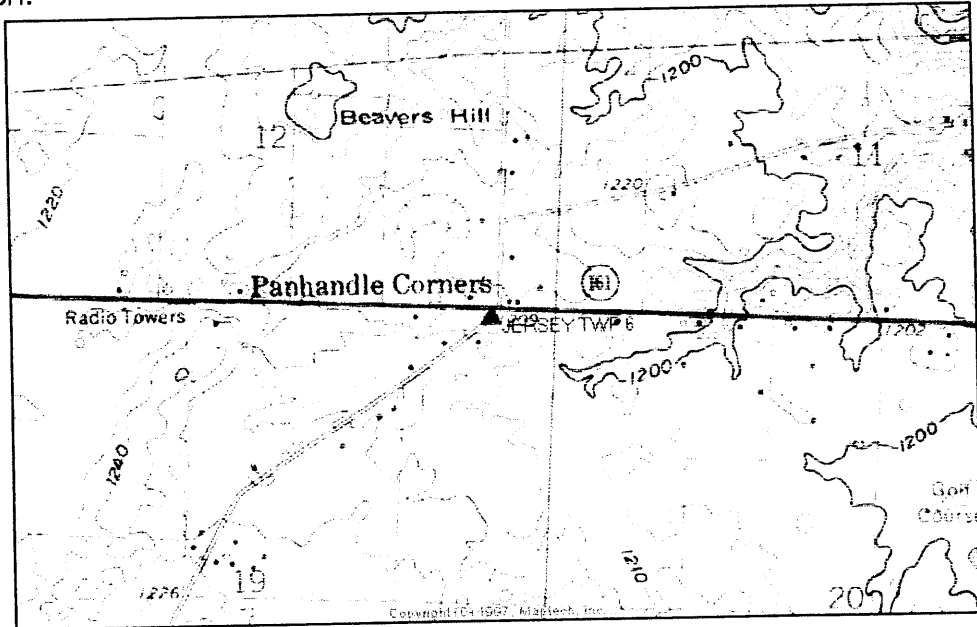 on.
1200
Beavers Hill
12
11
1220
1220
Panhandle Corners
161
Radio Towers
JERSEY TWP 6
1202
1200
1200
1240
Golf
Course
1226
19
1210
20
Copyright (C) 1997, Maptech, Inc.